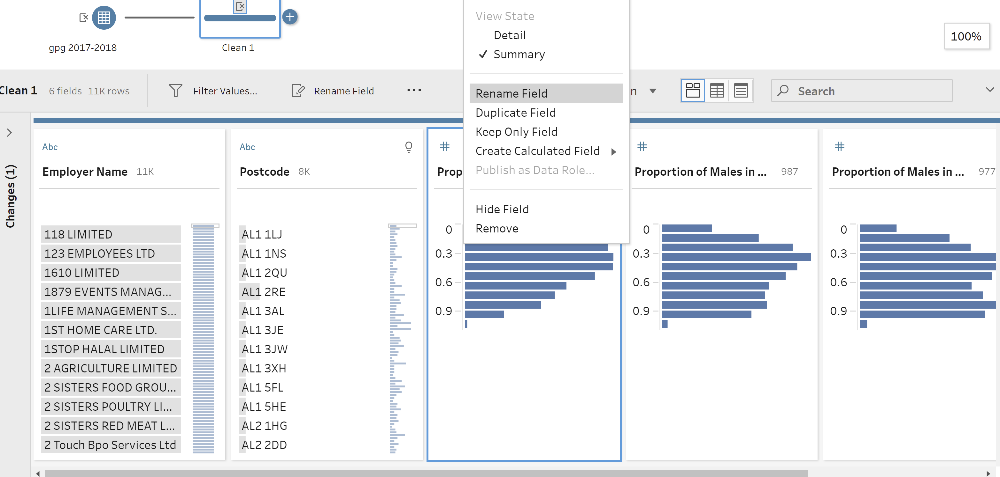 gpg 2017-2018
Clean 1
100%
View State
Detail
Summary
Rename Field
Duplicate Field
Keep Only Field
Create Calculated Field
Publish as Data Role...
Hide Field
Remove
Clean 1 6 fields 11K rows
Filter Values...
Rename Field
n
Search
Changes (1)
Abc
Employer Name 11K
118 LIMITED
123 EMPLOYEES LTD
1610 LIMITED
1879 EVENTS MANAG...
1LIFE MANAGEMENT S...
1ST HOME CARE LTD.
1STOP HALAL LIMITED
2 AGRICULTURE LIMITED
2 SISTERS FOOD GROU...
2 SISTERS POULTRY LI...
2 SISTERS RED MEAT L...
2 Touch Bpo Services Ltd
Abc
Postcode 8K
AL1 1LJ
AL1 1NS
AL1 2QU
AL1 2RE
AL1 3AL
AL1 3JE
AL1 3JW
AL1 3XH
AL1 5FL
AL1 5HE
AL2 1HG
AL2 2DD
#
Prop
0
0.3
0.6
0.9
#
Proportion of Males in ... 987
0
0.3
0.6
0.9
#
Proportion of Males in ... 977
0
0.3
0.6
0.9